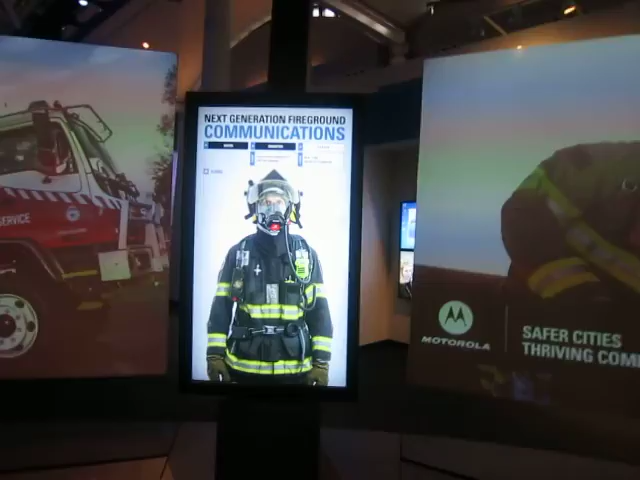 NEXT GENERATION FIREGROUND
COMMUNICATIONS
SERVICE
MOTOROLA
SAFER CITIES
THRIVING COM